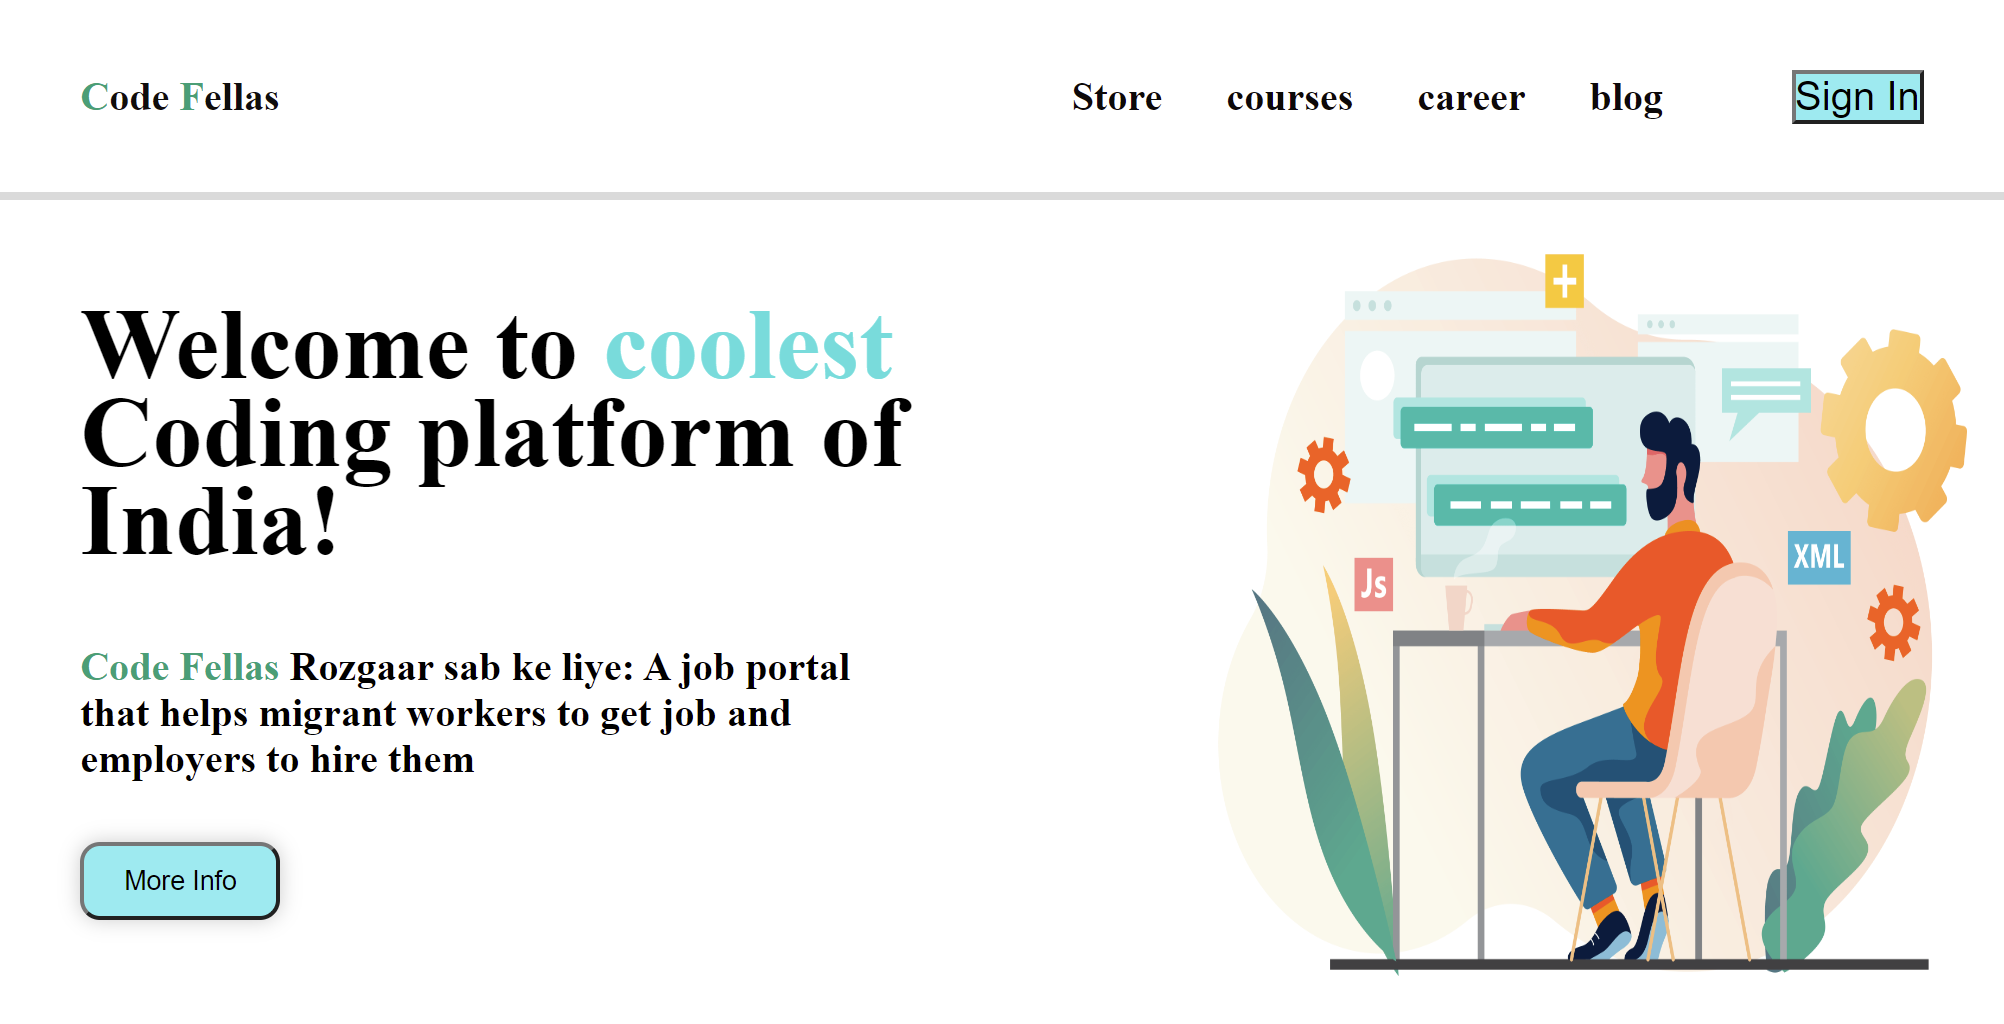 Code Fellas
Store courses career blog
Sign In
Welcome to coolest
Coding platform of
India!
Code Fellas Rozgaar sab ke liye: A job portal
that helps migrant workers to get job and
employers to hire them
More Info
Js
XML